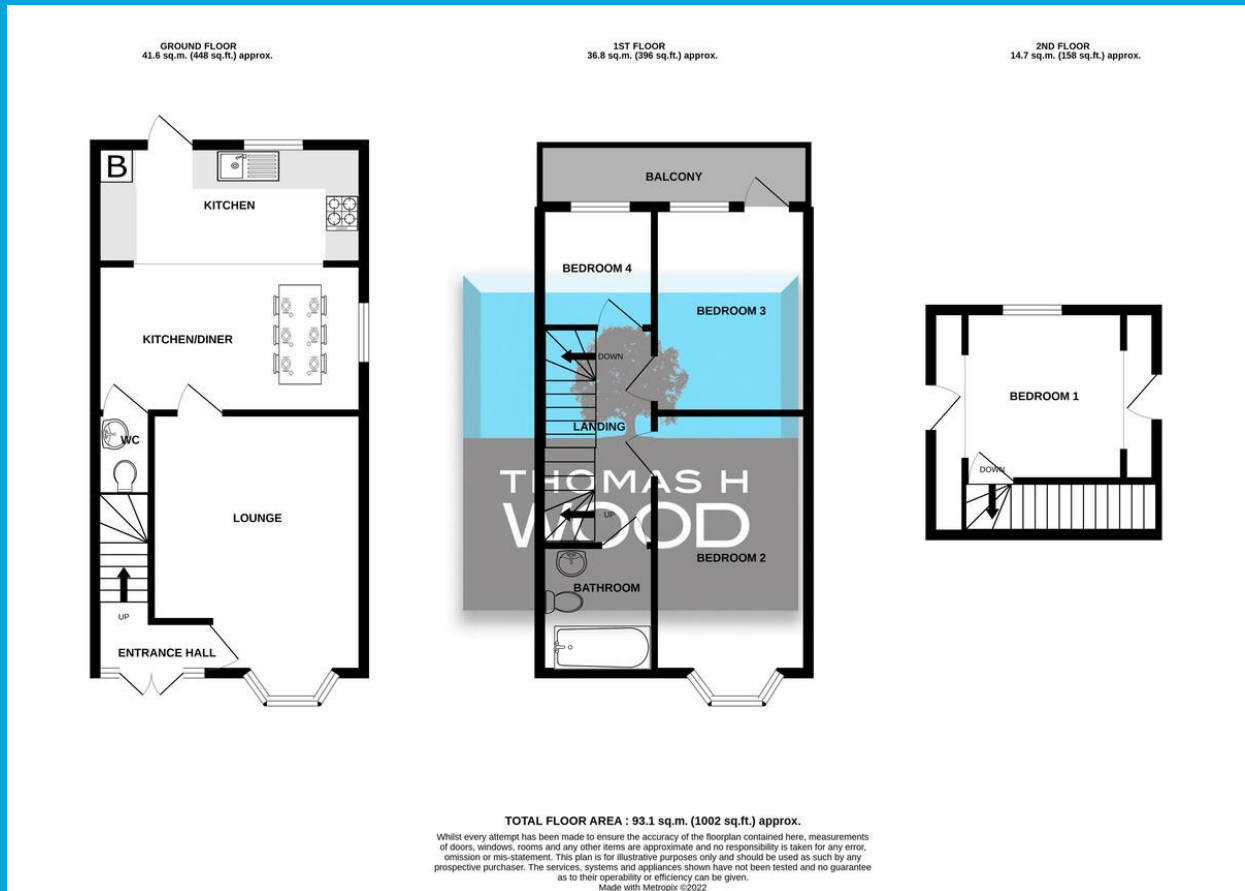 GROUND FLOOR
41.6 sq.m. (448 sq.ft.) approx.
1ST FLOOR
36.8 sq.m. (396 sq.ft.) approx.
2ND FLOOR
14.7 sq.m. (158 sq.ft.) approx.
B
KITCHEN
KITCHEN/DINER
WC
LOUNGE
UP
ENTRANCE HALL
BALCONY
BEDROOM 4
BEDROOM 3
DOWN
LANDING
THOMAS H
WOOD
UP
BEDROOM 2
BATHROOM
BEDROOM 1
DOWN
TOTAL FLOOR AREA : 93.1 sq.m. (1002 sq.ft.) approx.
Whilst every attempt has been made to ensure the accuracy of the floorplan contained here, measurements
of doors, windows, rooms and any other items are approximate and no responsibility is taken for any error,
omission or mis-statement. This plan is for illustrative purposes only and should be used as such by any
prospective purchaser. The services, systems and appliances shown have not been tested and no guarantee
as to their operability or efficiency can be given.
Made with Metropix ©2022